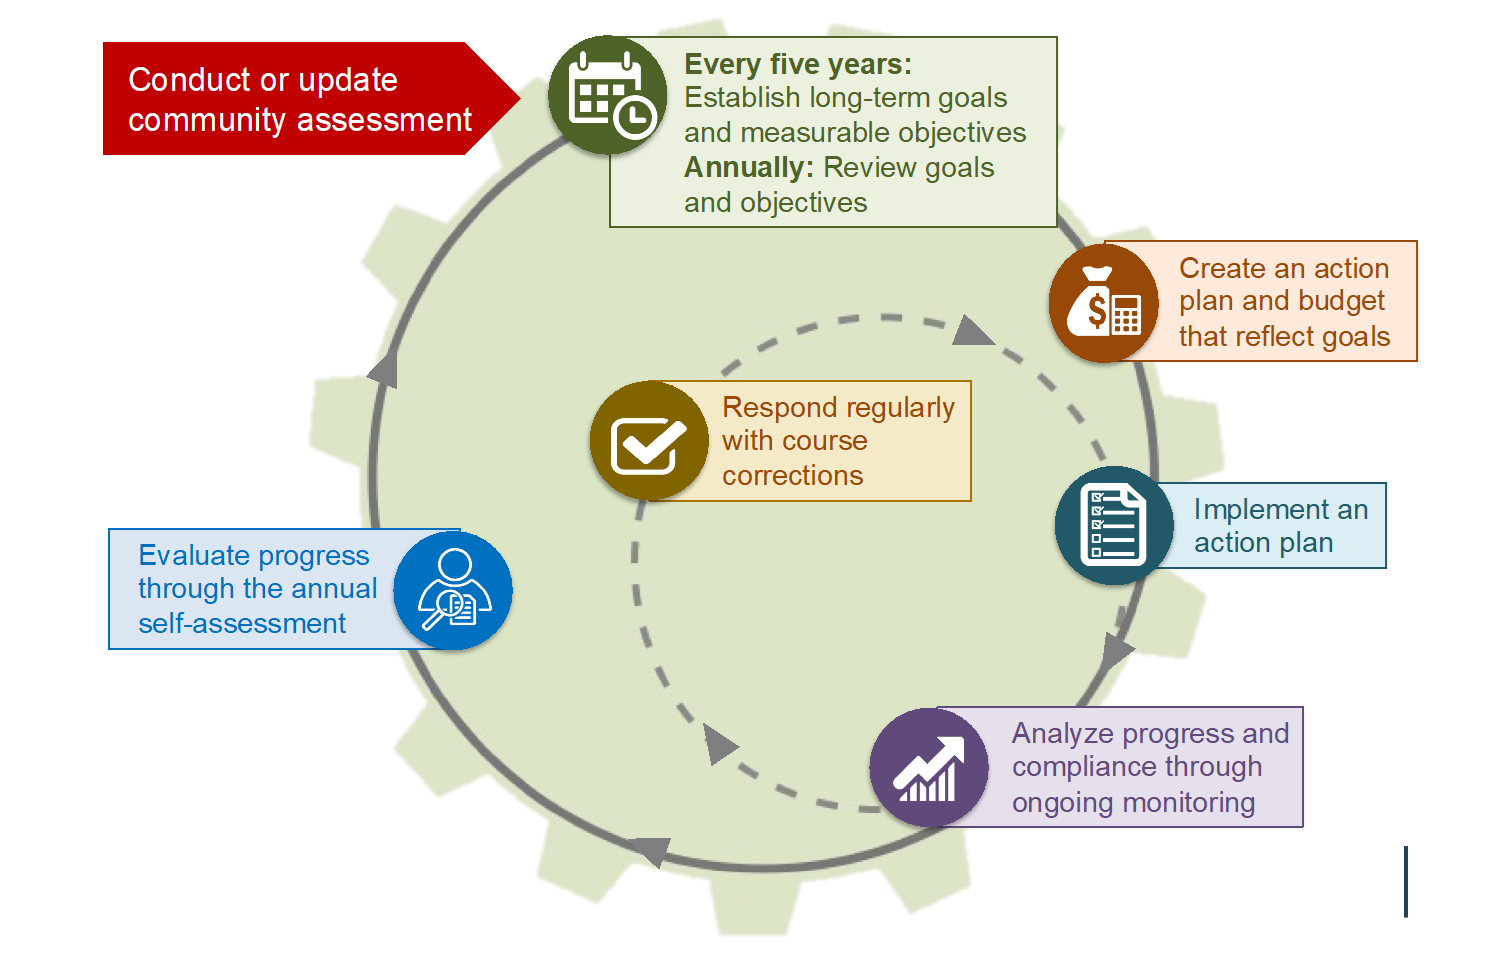 Conduct or update
community assessment
Every five years:
Establish long-term goals
and measurable objectives
Annually: Review goals
and objectives
Create an action
plan and budget
that reflect goals
$
Respond regularly
with course
corrections
Implement an
action plan
Evaluate progress
through the annual
self-assessment
Analyze progress and
compliance through
ongoing monitoring